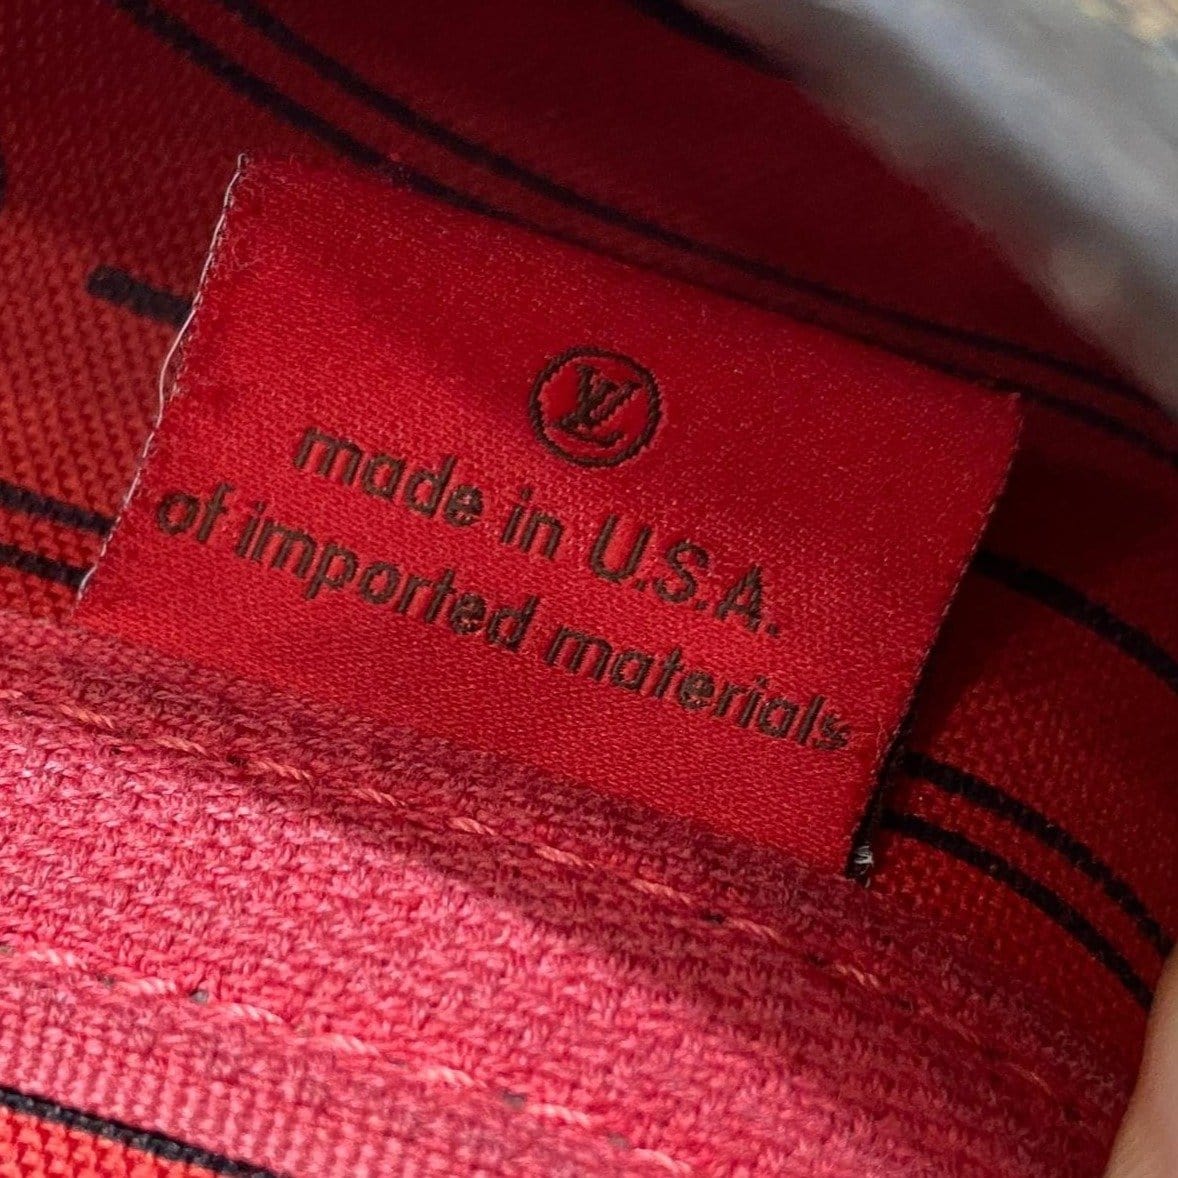 LV
made in U.S.A.
of imported materials